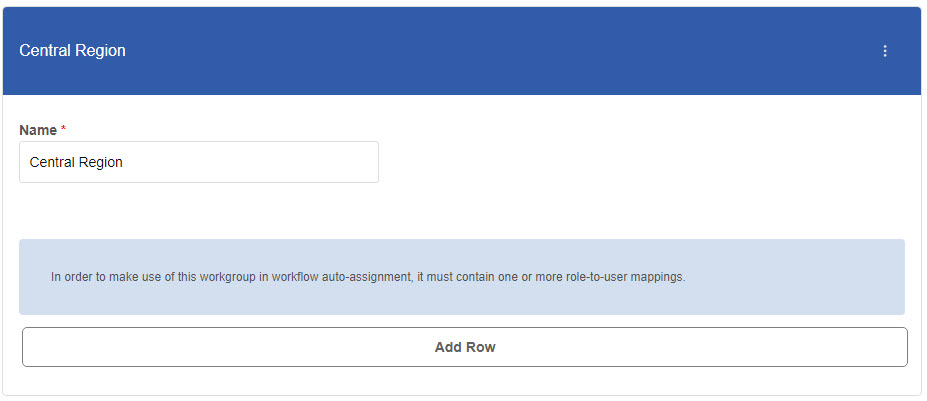 Central Region
Name *
Central Region
In order to make use of this workgroup in workflow auto-assignment, it must contain one or more role-to-user mappings.
Add Row